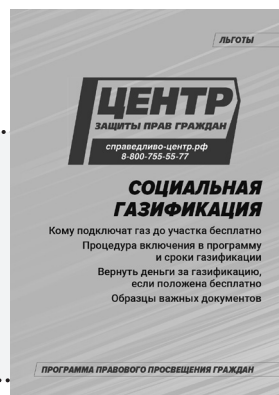 ЛЬГОТЫ
ЦЕНТР
ЗАЩИТЫ ПРАВ ГРАЖДАН
справедливо-центр.рф
8-800-755-55-77
СОЦИАЛЬНАЯ
ГАЗИФИКАЦИЯ
Кому подключат газ до участка бесплатно
Процедура включения в программу
и сроки газификации
Вернуть деньги за газификацию,
если положена бесплатно
Образцы важных документов
ПРОГРАММА ПРАВОВОГО ПРОСВЕЩЕНИЯ ГРАЖДАН